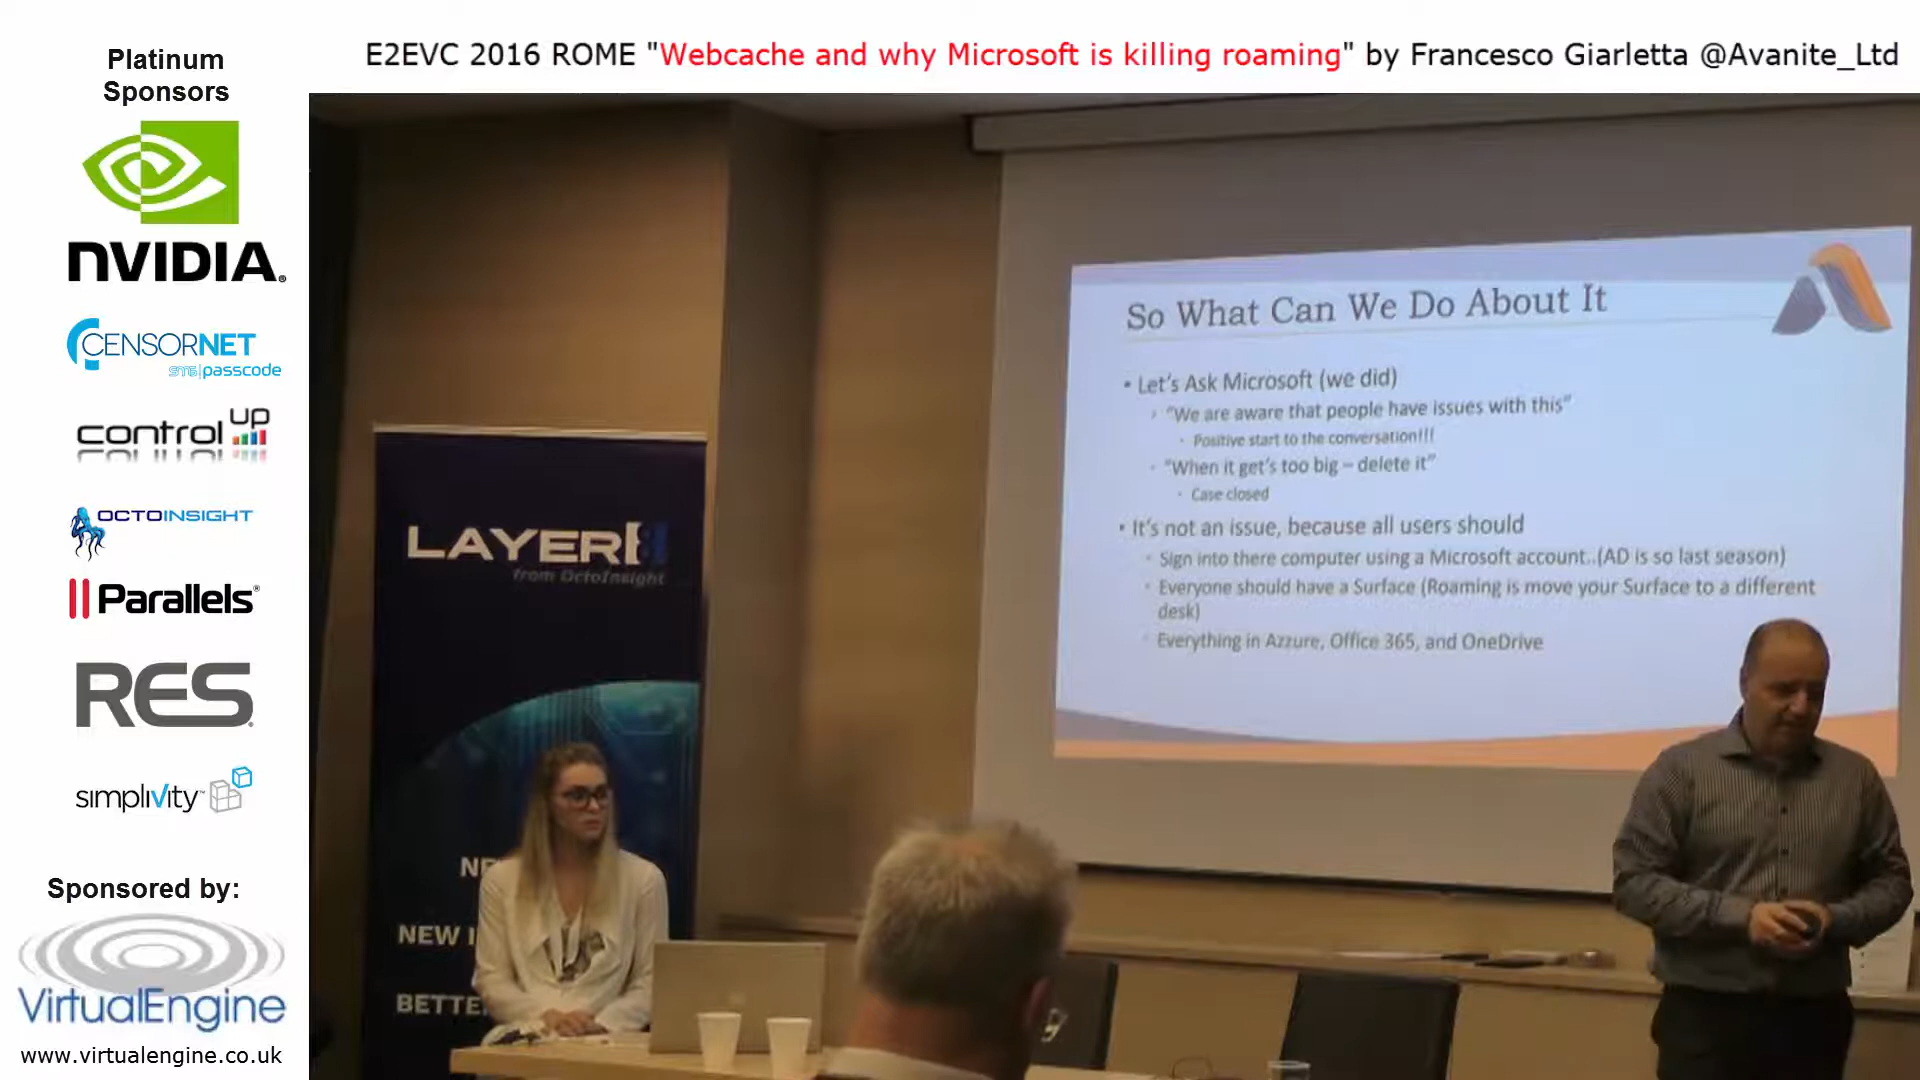 Platinum
Sponsors
E2EVC 2016 ROME "Webcache and why Microsoft is killing roaming" by Francesco Giarletta @Avanite_Ltd
NVIDIA
CENSORNET
passcode
control UP
OCTOINSIGHT
Parallels
RES
simplivity
Sponsored by:
VirtualEngine
www.virtualengine.co.uk
LAYER8
from OctoInsight
NEW
BETTE
So What Can We Do About It
• Let's Ask Microsoft (we did)
• "We are aware that people have issues with this"
• Positive start to the conversation!!!
• "When it get's too big – delete it"
• Case closed
• It's not an issue, because all users should
• Sign into there computer using a Microsoft account..(AD is so last season)
• Everyone should have a Surface (Roaming is move your Surface to a different
desk)
• Everything in Azzure, Office 365, and OneDrive